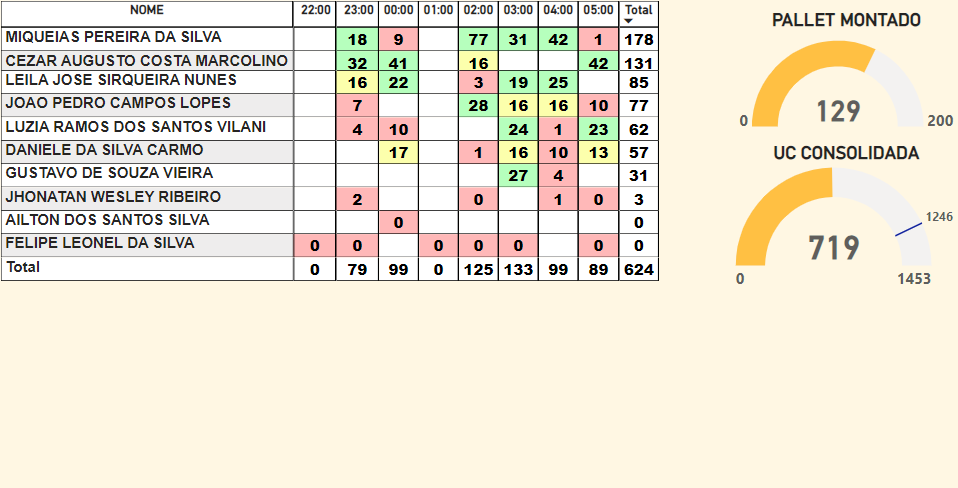 NOME 22:00 23:00 00:00 01:00 02:00 03:00 04:00 05:00 Total
MIQUEIAS PEREIRA DA SILVA 18 9 77 31 42 1 178
CEZAR AUGUSTO COSTA MARCOLINO 32 41 16 42 131
LEILA JOSE SIRQUEIRA NUNES 16 22 3 19 25 85
JOAO PEDRO CAMPOS LOPES 7 28 16 16 10 77
LUZIA RAMOS DOS SANTOS VILANI 4 10 24 1 23 62
DANIELE DA SILVA CARMO 17 1 16 10 13 57
GUSTAVO DE SOUZA VIEIRA 27 4 31
JHONATAN WESLEY RIBEIRO 2 0 1 0 3
AILTON DOS SANTOS SILVA 0 0
FELIPE LEONEL DA SILVA 0 0 0 0 0 0 0
Total 0 79 99 0 125 133 99 89 624
PALLET MONTADO
129
0 200
UC CONSOLIDADA
1246
719
0 1453